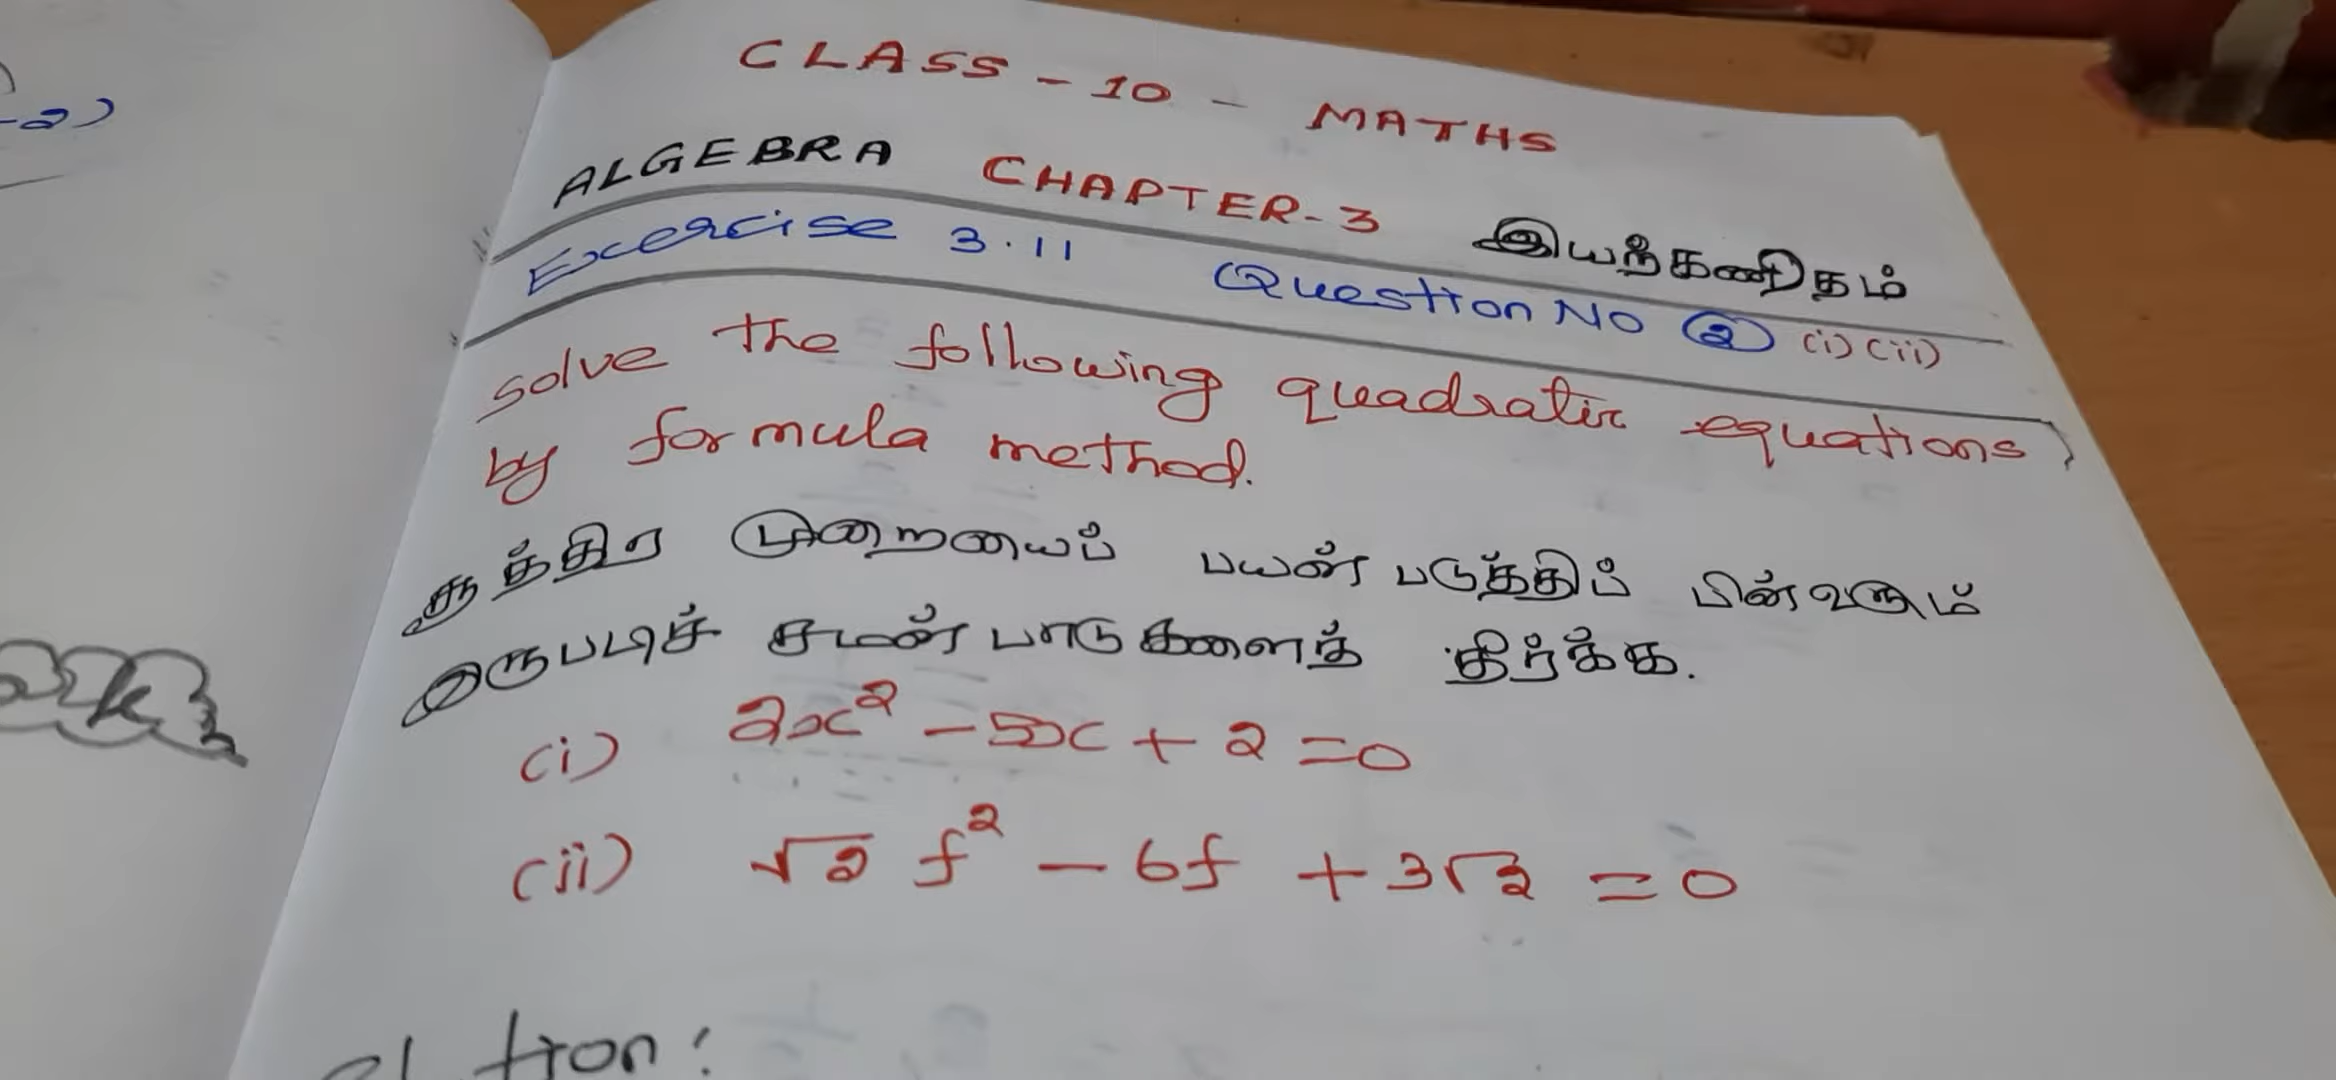 -2)
CLASS - 10 - MATHS
ALGEBRA CHAPTER-3 இயற்கணிதம்
Exercise 3.11 Question No 2 (i) (ii)
solve the following quadratic equations
by formula method.
சூத்திர முறையைப் பயன்படுத்திப் பின்வரும்
இருபடிச் சமன்பாடுகளைத் தீர்க்க.
(i) 2x² - 5x + 2 = 0
(ii) √2 f² - 6f + 3√2 = 0